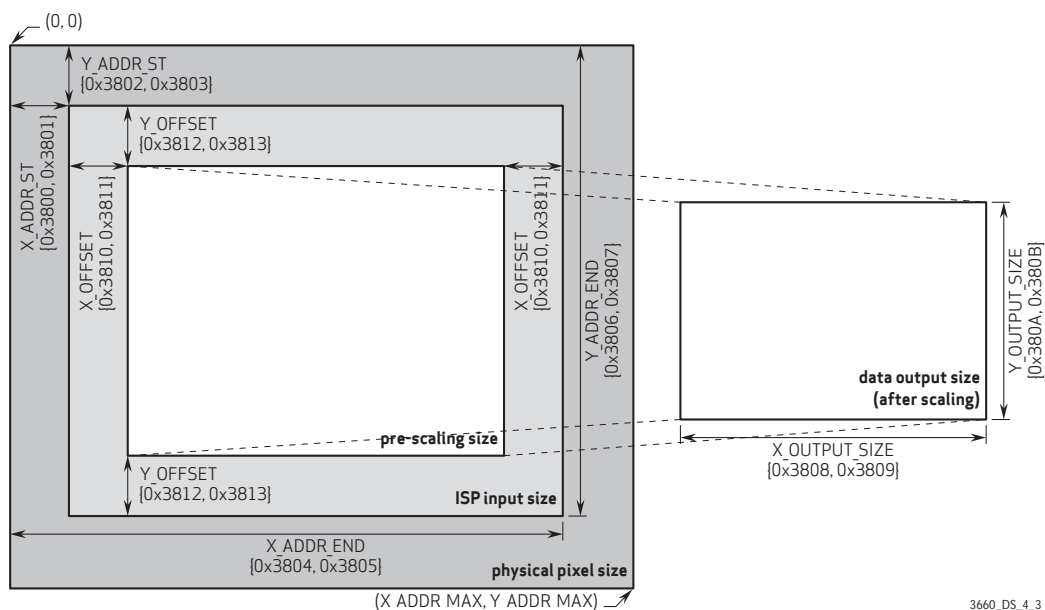 (0, 0)
Y_ADDR_ST
{0x3802, 0x3803}
X_ADDR_ST
{0x3800, 0x3801}
Y_OFFSET
{0x3812, 0x3813}
X_OFFSET
{0x3810, 0x3811}
X_OFFSET
{0x3810, 0x3811}
Y_ADDR_END
{0x3806, 0x3807}
Y_OUTPUT_SIZE
{0x380A, 0x380B}
data output size
(after scaling)
pre-scaling size
X_OUTPUT_SIZE
{0x3808, 0x3809}
Y_OFFSET
{0x3812, 0x3813}
ISP input size
X_ADDR_END
{0x3804, 0x3805}
physical pixel size
(X ADDR MAX, Y ADDR MAX)
3660_DS_4_3